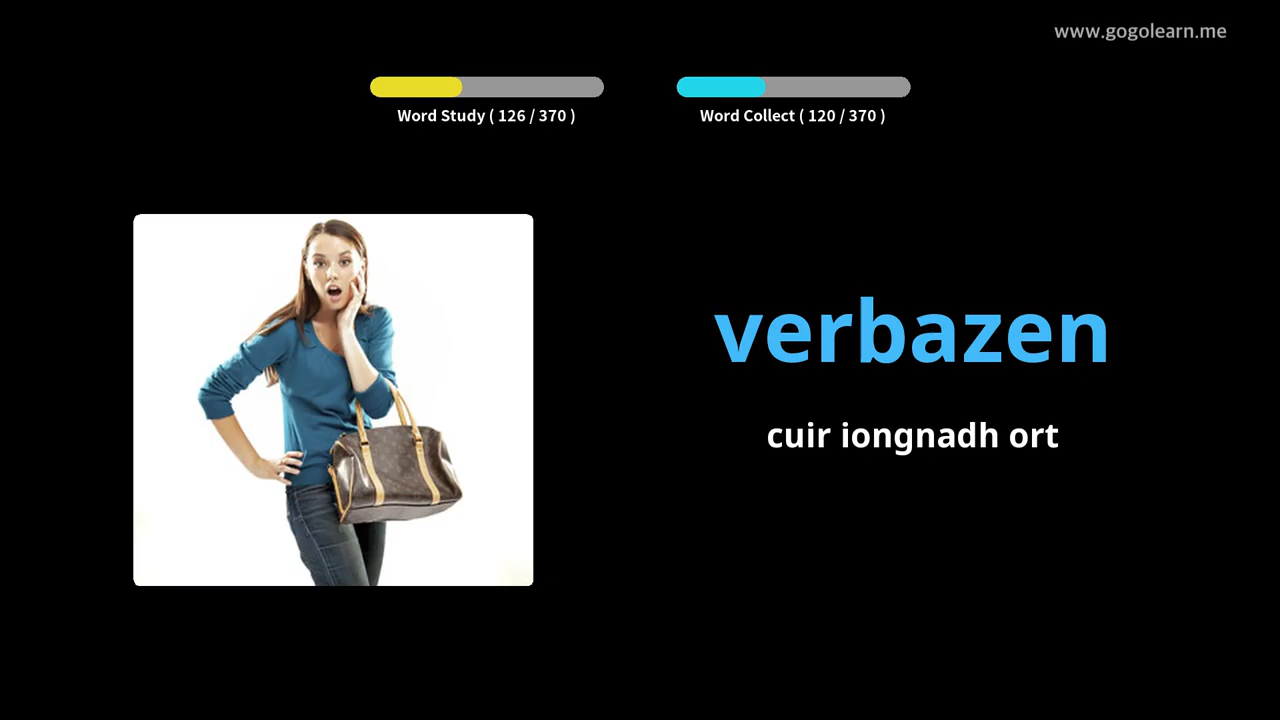 www.gogolearn.me
Word Study ( 126 / 370 )
Word Collect ( 120 / 370 )
verbazen
cuir iongnadh ort